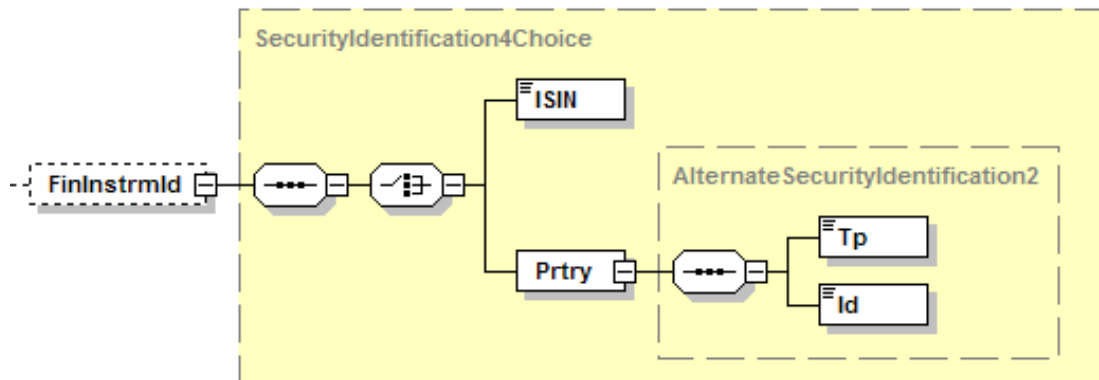 SecurityIdentification4Choice
ISIN
FinInstrmId
AlternateSecurityIdentification2
Tp
Prtry
Id